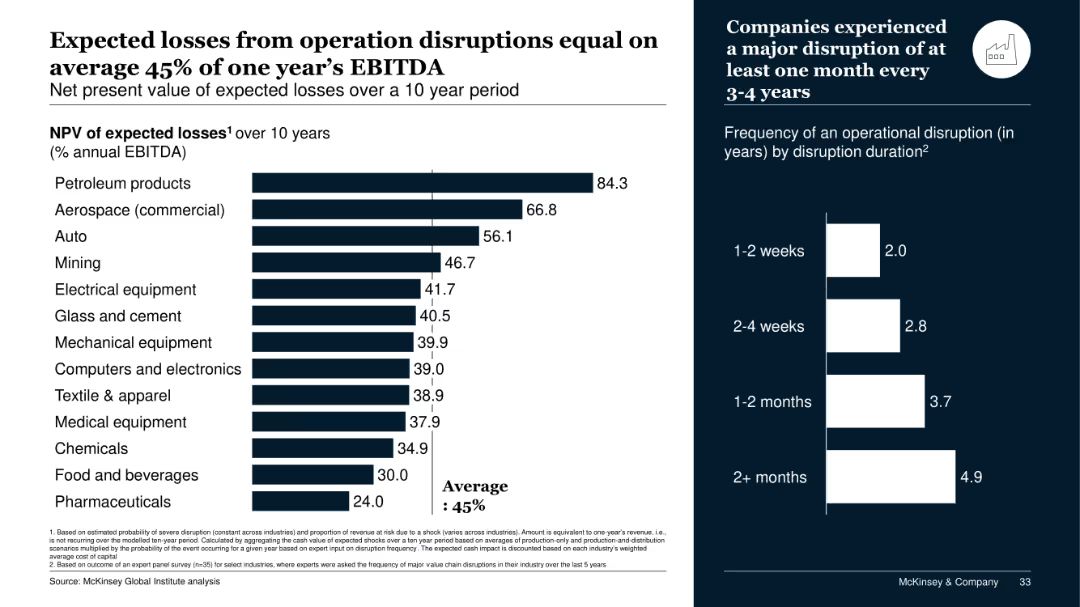 Expected losses from operation disruptions equal on
average 45% of one year's EBITDA
Net present value of expected losses over a 10 year period
NPV of expected losses1 over 10 years
(% annual EBITDA)
Petroleum products 84.3
Aerospace (commercial) 66.8
Auto 56.1
Mining 46.7
Electrical equipment 41.7
Glass and cement 40.5
Mechanical equipment 39.9
Computers and electronics 39.0
Textile & apparel 38.9
Medical equipment 37.9
Chemicals 34.9
Food and beverages 30.0
Pharmaceuticals 24.0
Average
: 45%
1. Based on estimated probability of severe disruption (constant across industries) and proportion of revenue at risk due to a shock (varies across industries). Amount is equivalent to one-year's revenue, i.e.,
is not recurring over the modelled ten-year period. Calculated by aggregating the cash value of expected shocks over a ten year period based on averages of production-only and production-and-distribution
scenarios multiplied by the probability of the event occurring for a given year based on expert input on disruption frequency. The expected cash impact is discounted based on each industry's weighted
average cost of capital
2. Based on outcome of an expert panel survey (n=35) for select industries, where experts were asked the frequency of major value chain disruptions in their industry over the last 5 years
Source: McKinsey Global Institute analysis
Companies experienced
a major disruption of at
least one month every
3-4 years
Frequency of an operational disruption (in
years) by disruption duration2
1-2 weeks 2.0
2-4 weeks 2.8
1-2 months 3.7
2+ months 4.9
McKinsey & Company 33